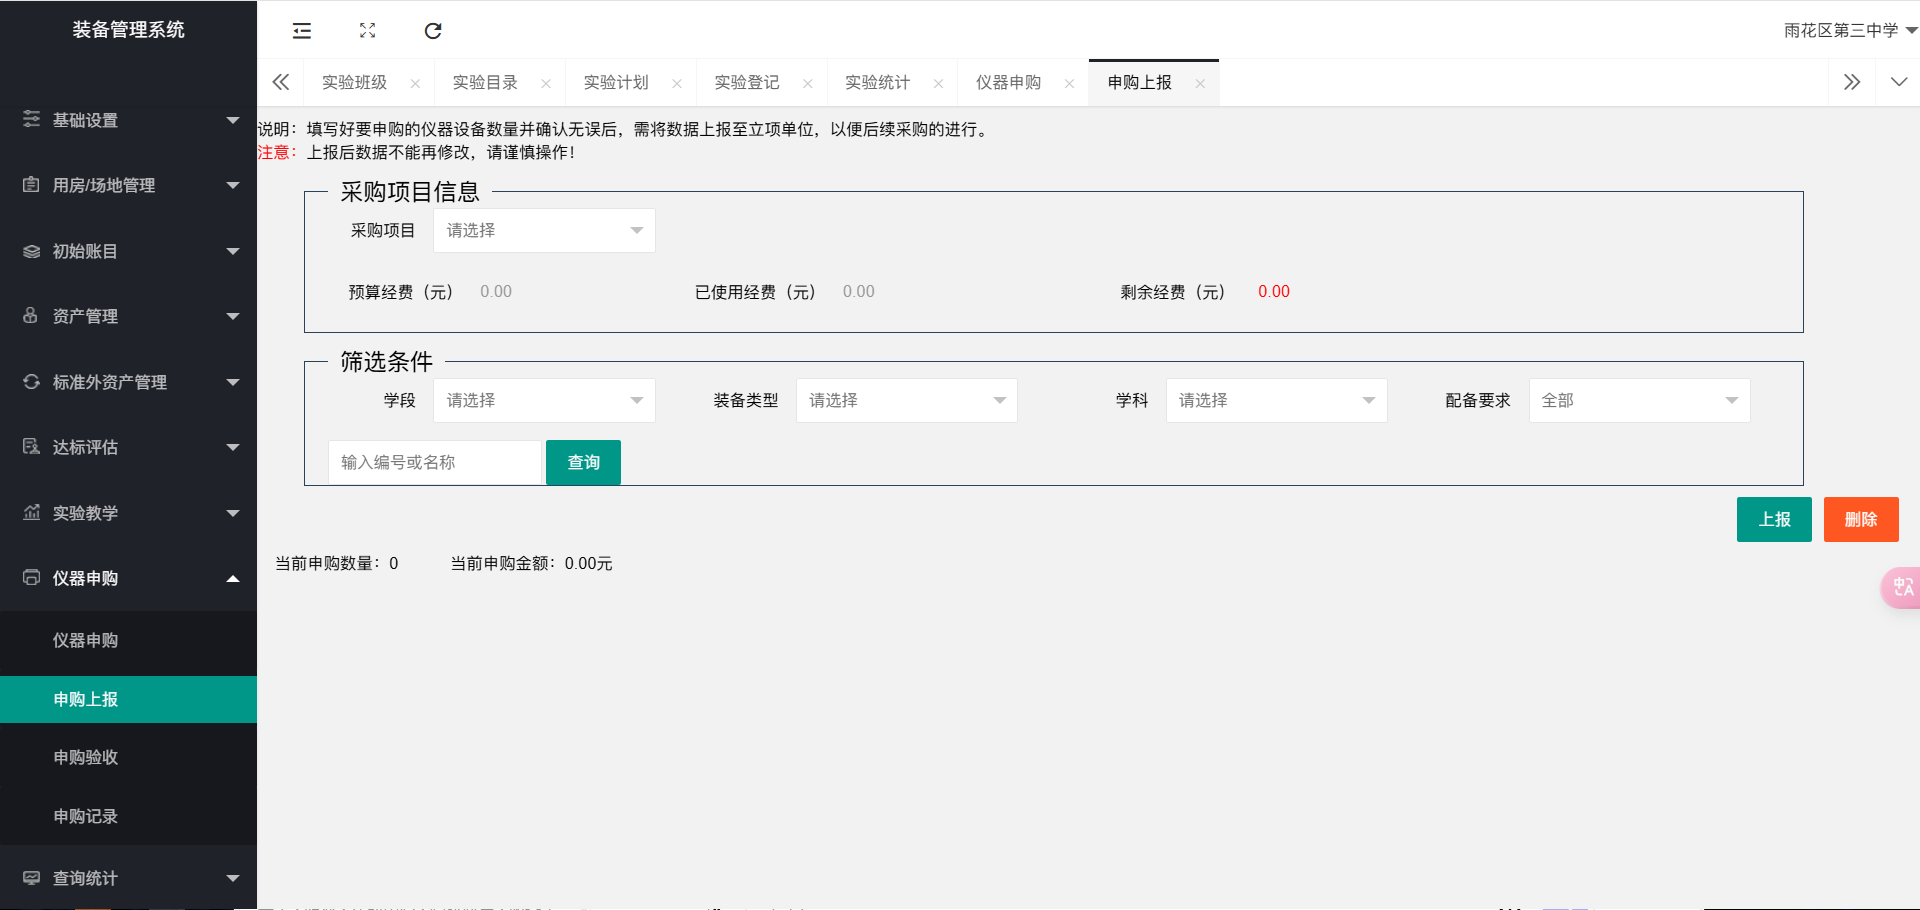 装备管理系统
雨花区第三中学
实验班级
实验目录
实验计划
实验登记
实验统计
仪器申购
申购上报
基础设置
用房/场地管理
初始账目
资产管理
标准外资产管理
达标评估
实验教学
仪器申购
仪器申购
申购上报
申购验收
申购记录
查询统计
说明：填写好要申购的仪器设备数量并确认无误后，需将数据上报至立项单位，以便后续采购的进行。
注意：上报后数据不能再修改，请谨慎操作！
采购项目信息
采购项目 请选择
预算经费（元） 0.00 已使用经费（元） 0.00 剩余经费（元） 0.00
筛选条件
学段 请选择 装备类型 请选择 学科 请选择 配备要求 全部
输入编号或名称 查询
上报 删除
当前申购数量：0 当前申购金额：0.00元
中A